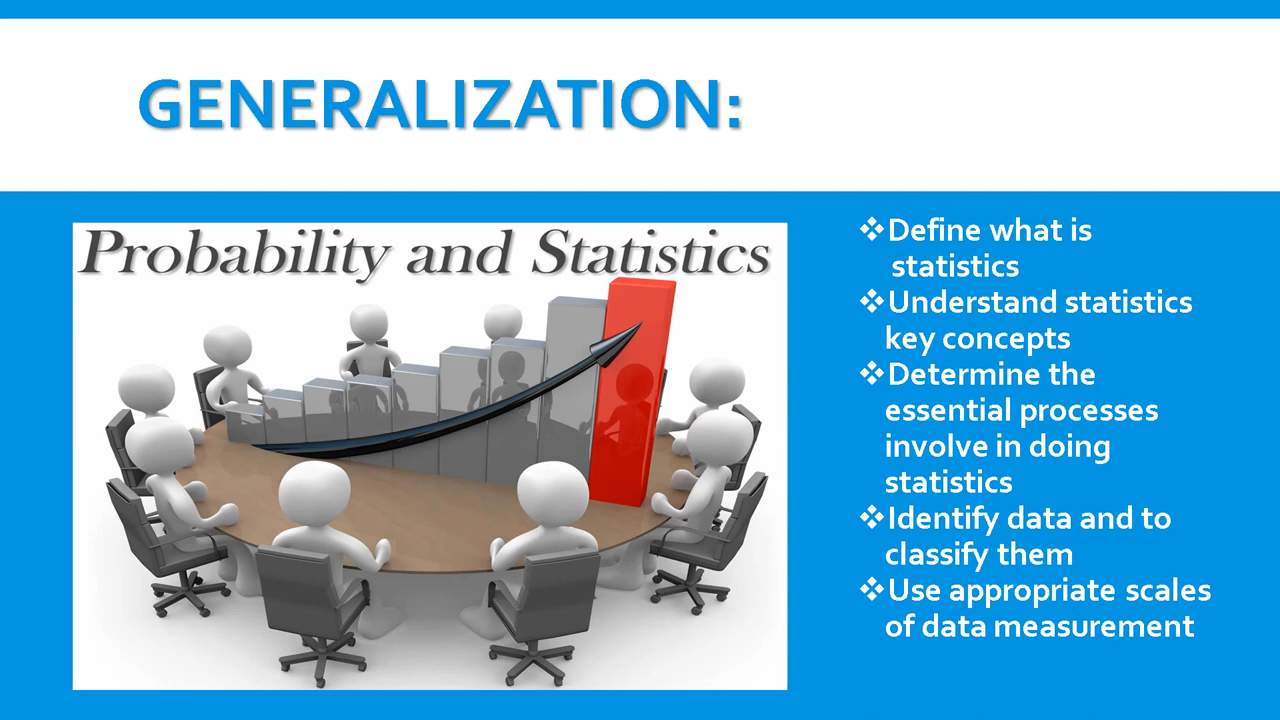 GENERALIZATION:
Probability and Statistics
❖Define what is
statistics
❖Understand statistics
key concepts
❖Determine the
essential processes
involve in doing
statistics
❖Identify data and to
classify them
❖Use appropriate scales
of data measurement